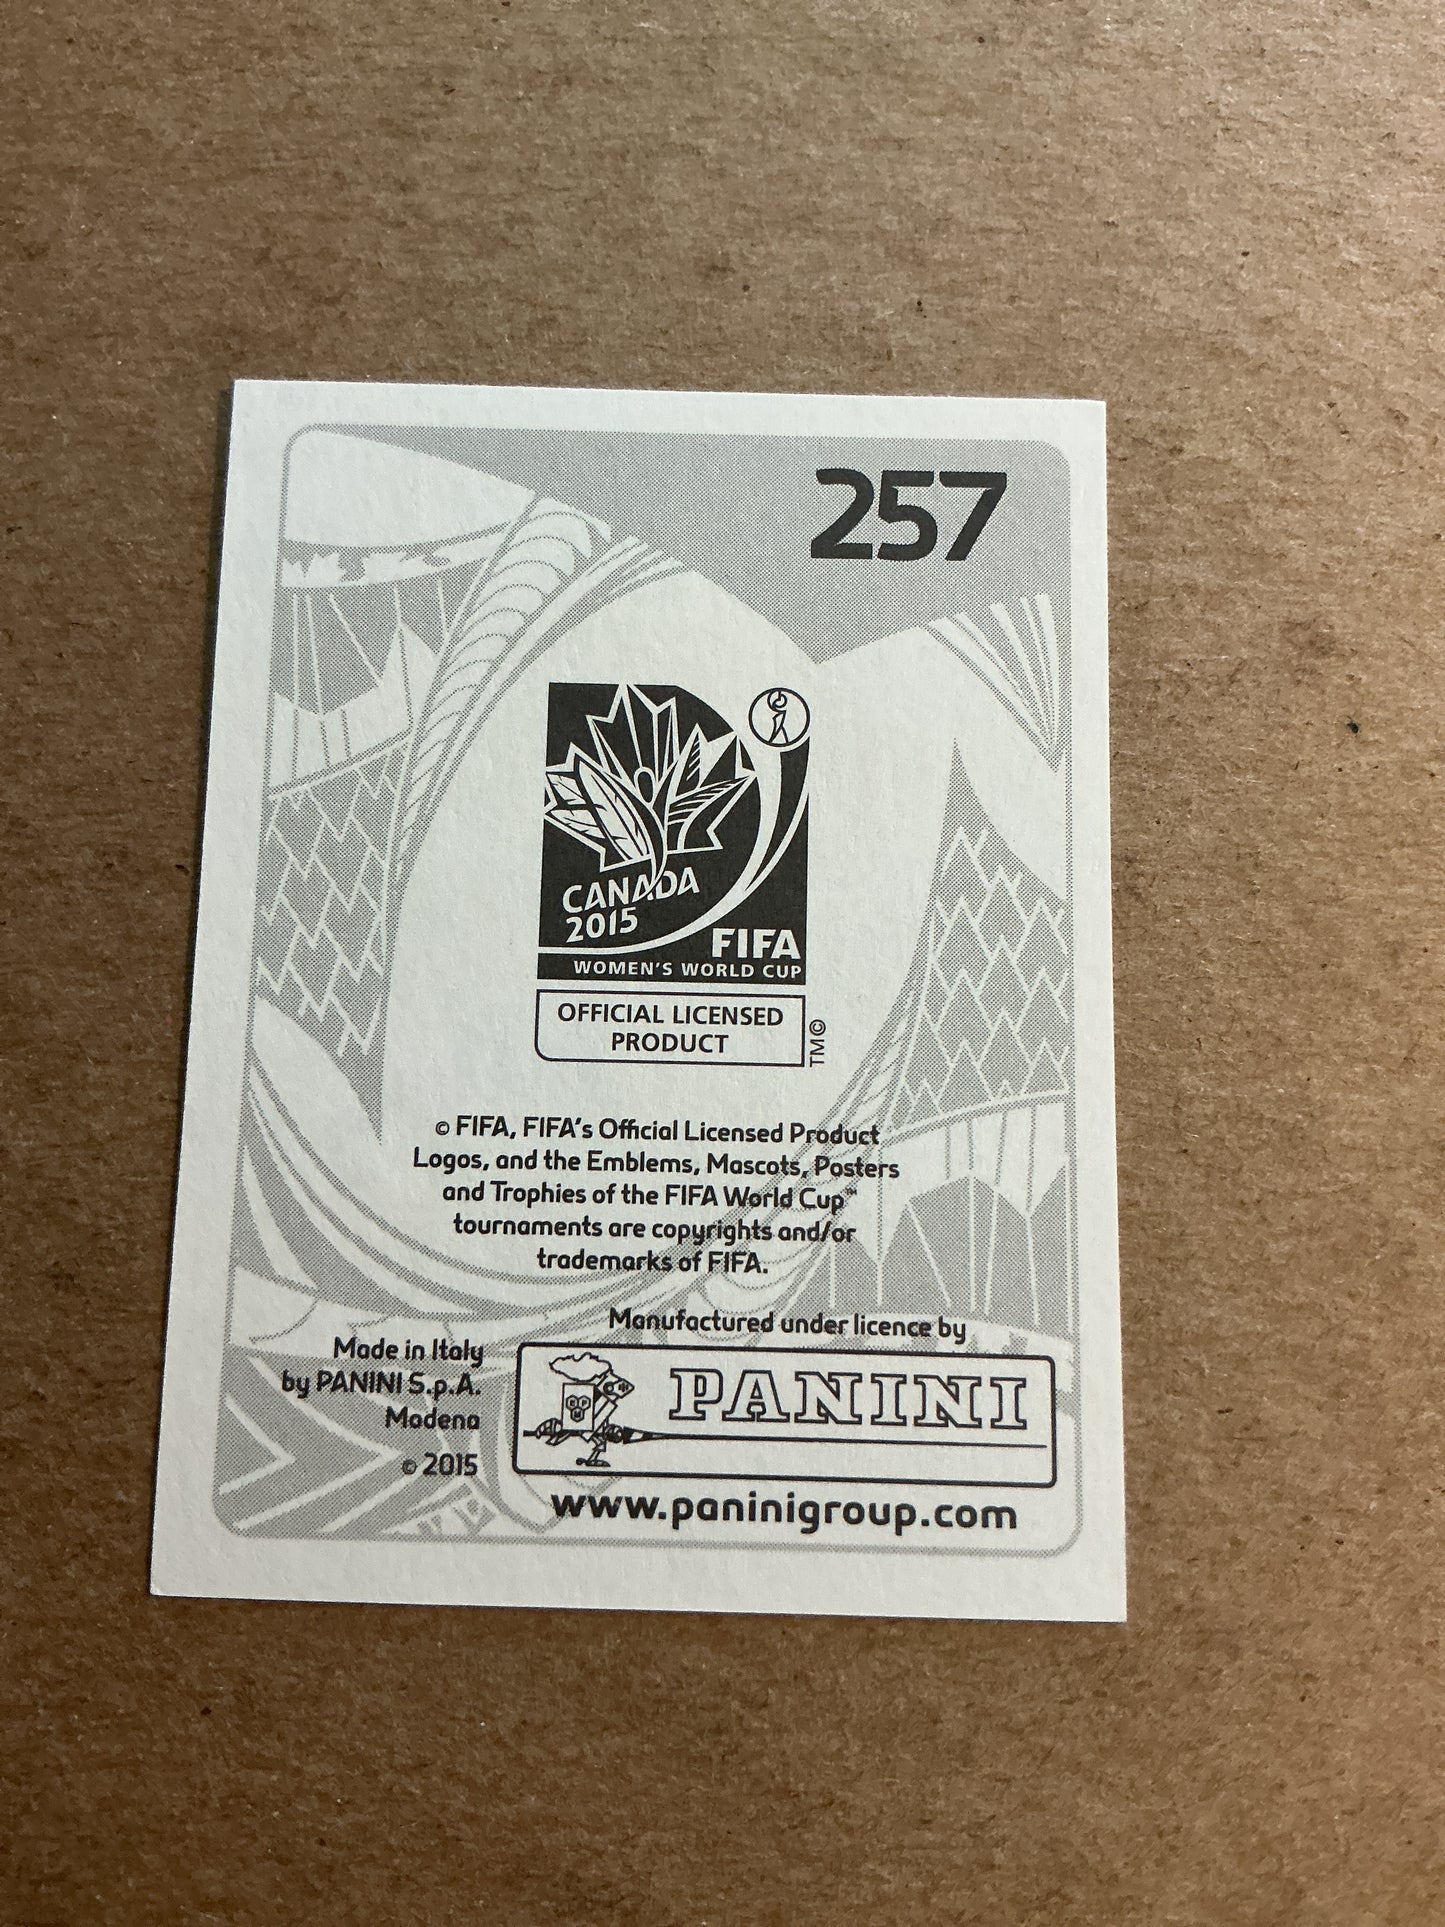 257
CANADA
2015
FIFA
WOMEN'S WORLD CUP
OFFICIAL LICENSED
PRODUCT
TM©
© FIFA, FIFA's Official Licensed Product
Logos, and the Emblems, Mascots, Posters
and Trophies of the FIFA World Cup™
tournaments are copyrights and/or
trademarks of FIFA.
Manufactured under licence by
Made in Italy
by PANINI S.p.A.
Modena
© 2015
PANINI
www.paninigroup.com